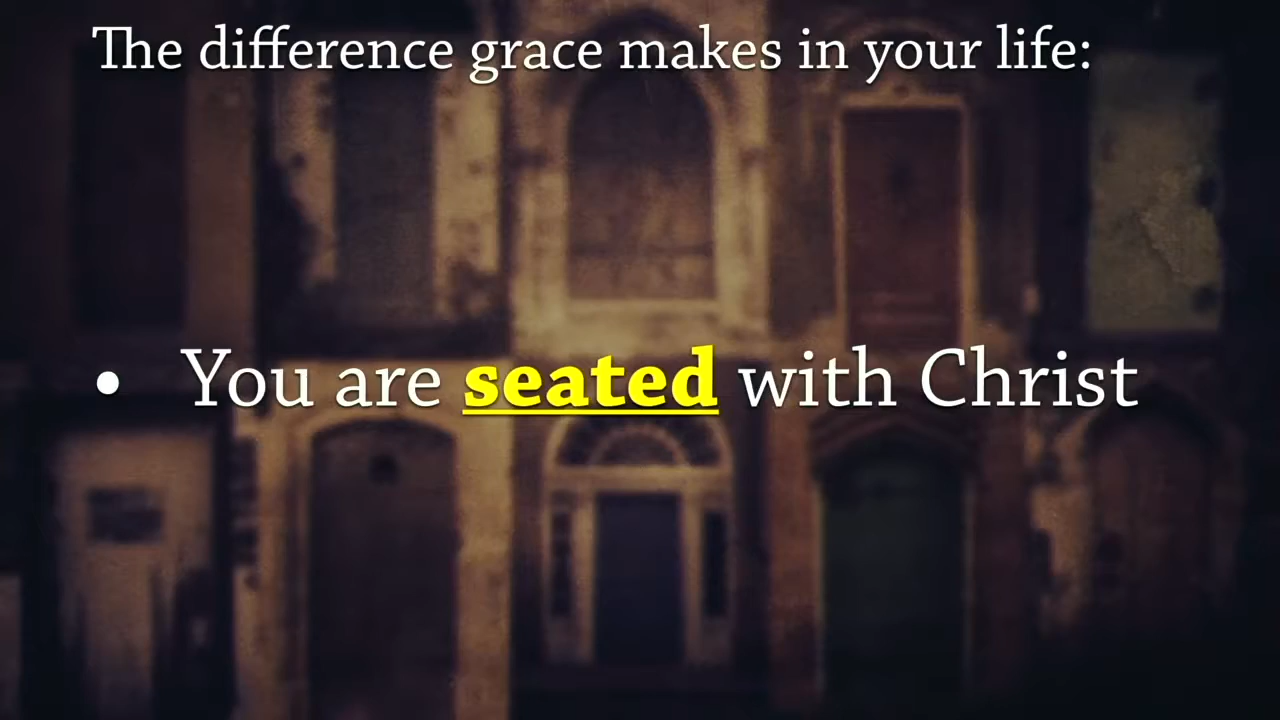 The difference grace makes in your life:
• You are seated with Christ